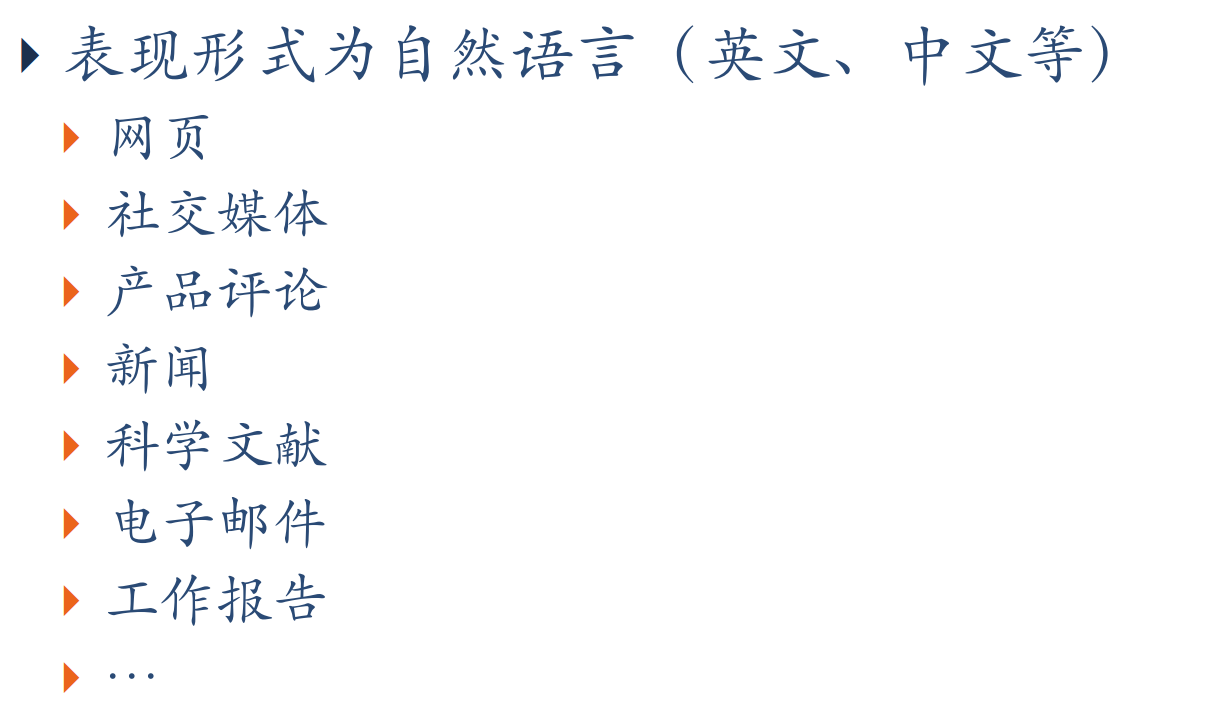 表现形式为自然语言（英文、中文等）
网页
社交媒体
产品评论
新闻
科学文献
电子邮件
工作报告
…